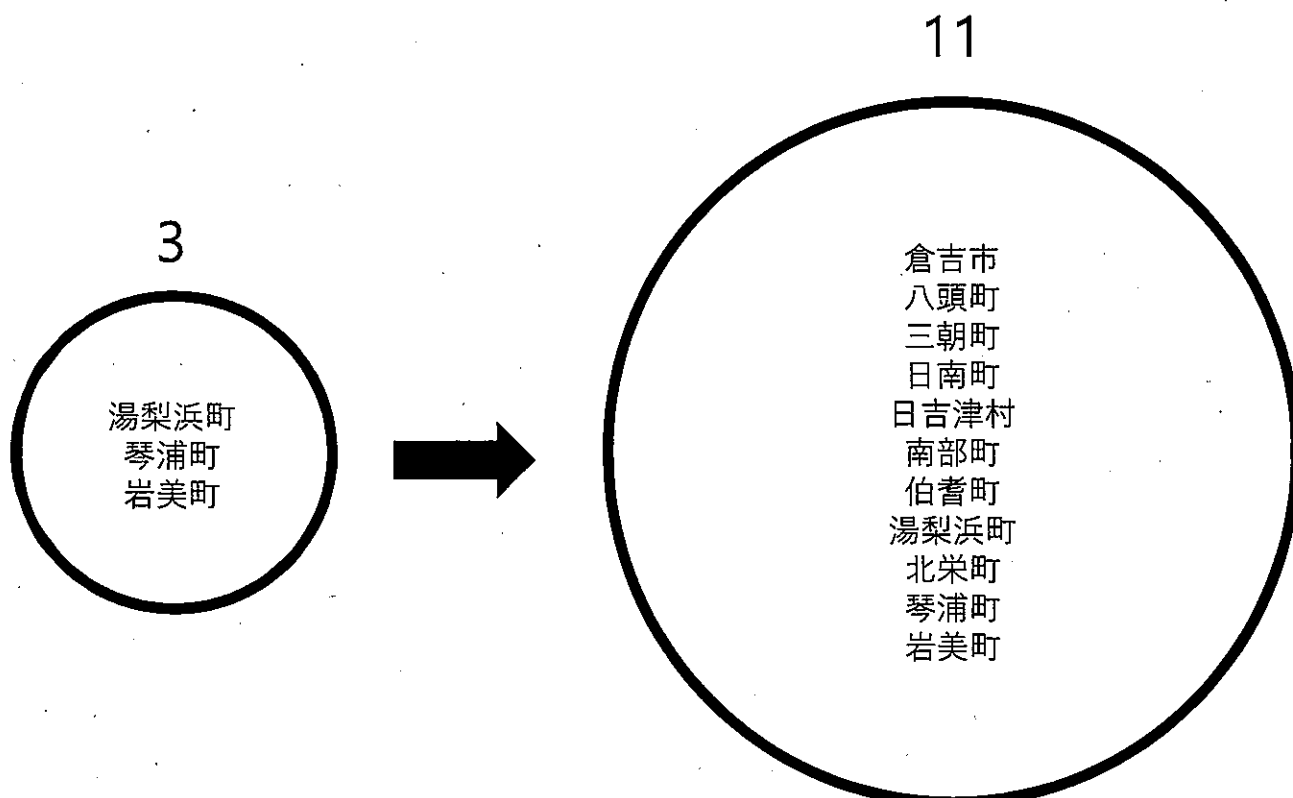 3
湯梨浜町
琴浦町
岩美町
11
倉吉市
八頭町
三朝町
日南町
日吉津村
南部町
伯耆町
湯梨浜町
北栄町
琴浦町
岩美町